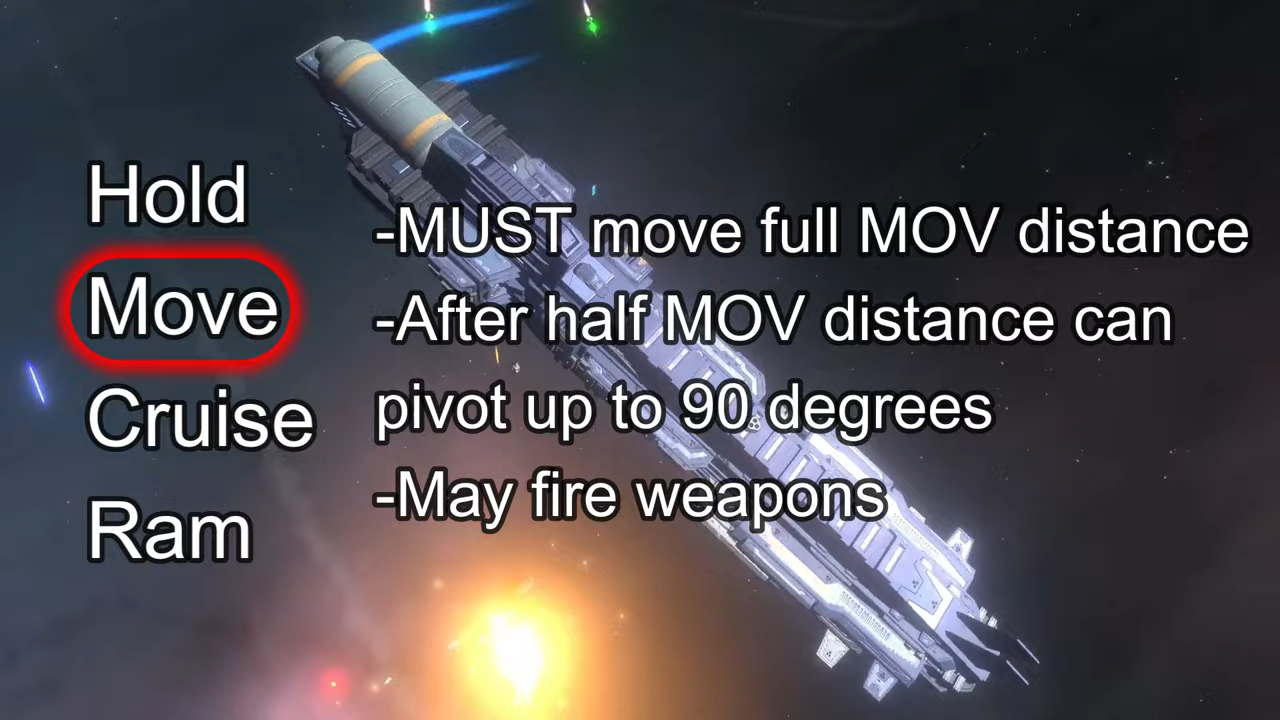 Hold
Move
Cruise
Ram
-MUST move full MOV distance
-After half MOV distance can
pivot up to 90 degrees
-May fire weapons